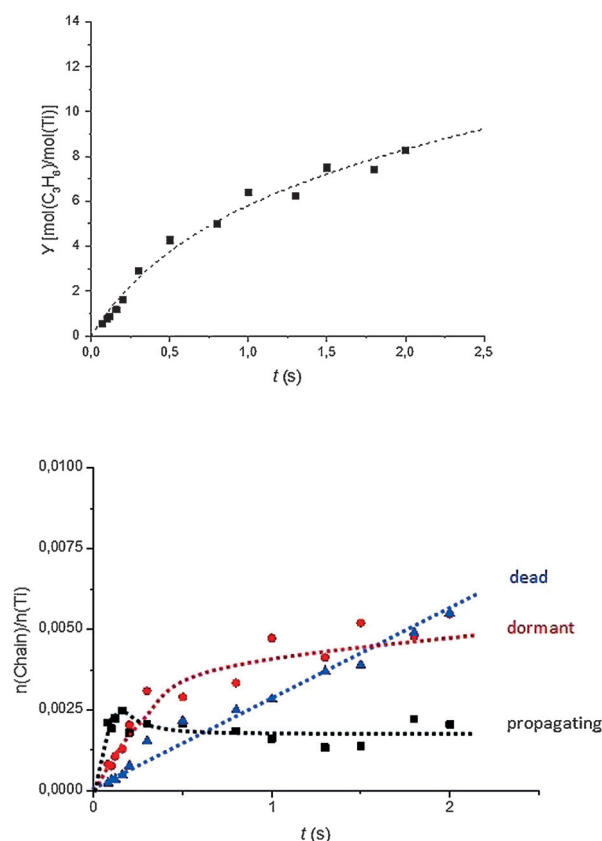 14
12
10
8
6
4
2
0
Y [mol(C₃H₆)/mol(Ti)]
0,0 0,5 1,0 1,5 2,0 2,5
t (s)
0,0100
0,0075
0,0050
0,0025
0,0000
n(Chain)/n(Ti)
dead
dormant
propagating
0 1 2
t (s)